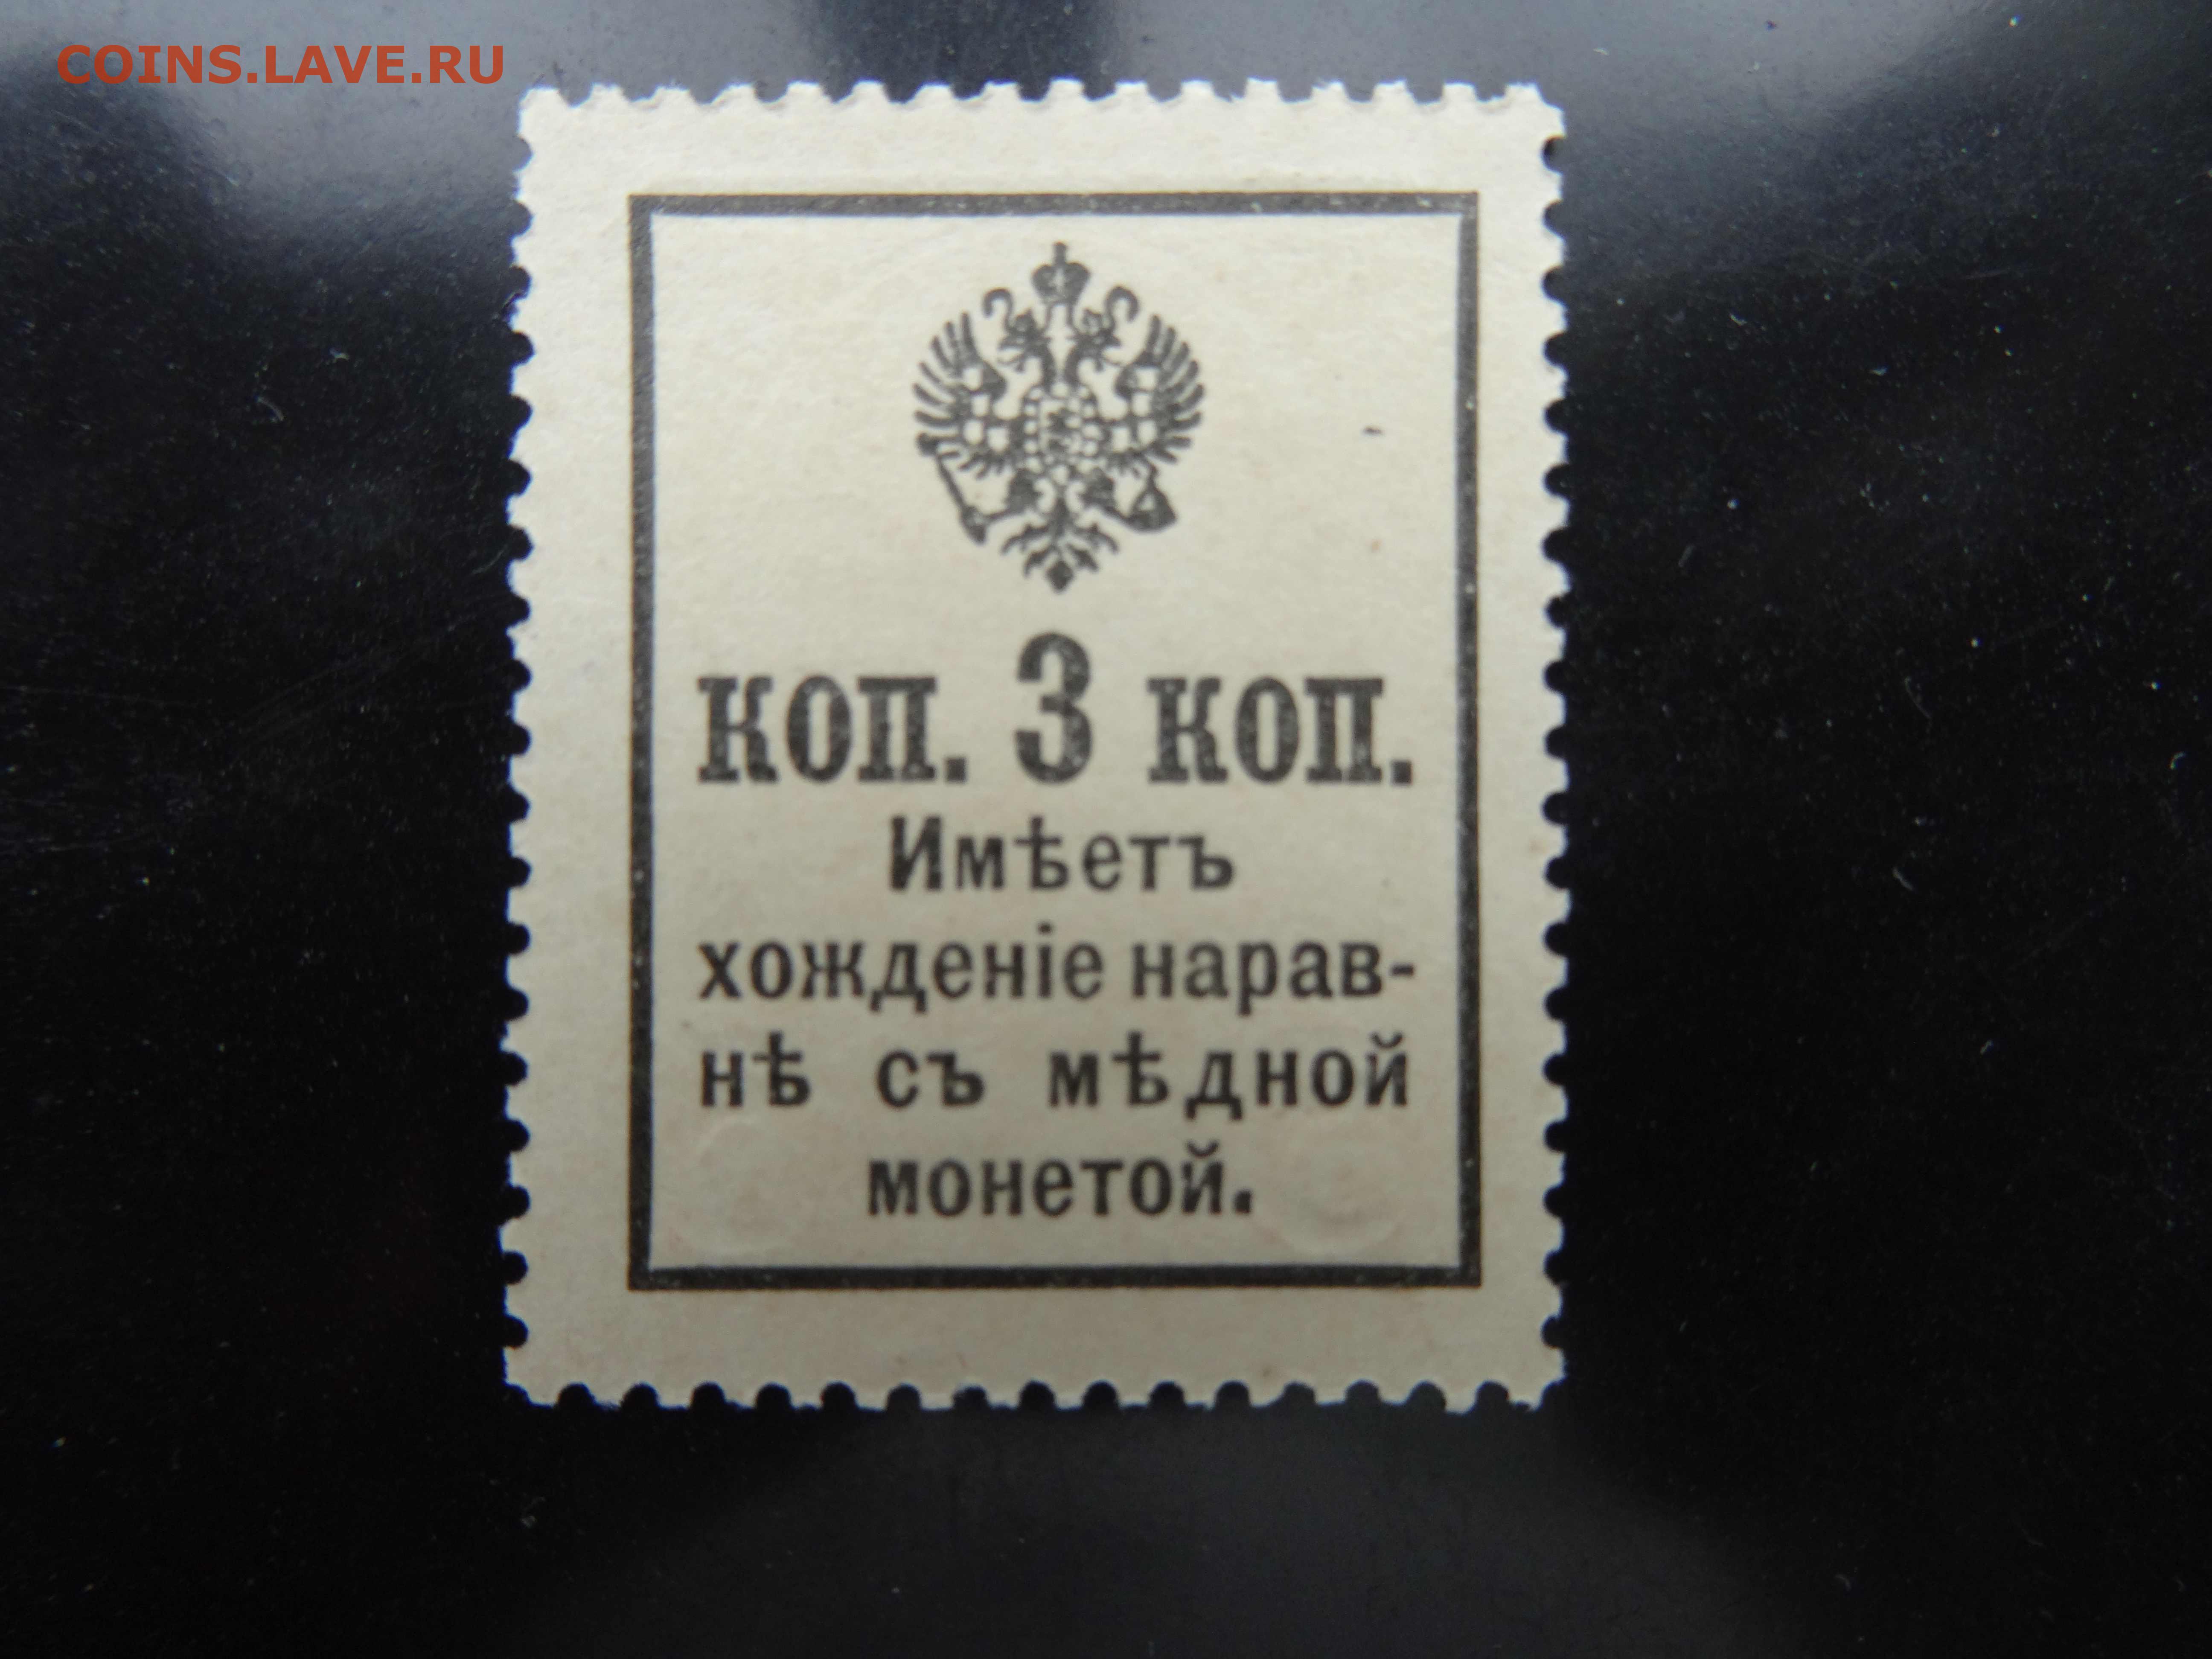 COINS.LAVE.RU
КОП. 3 КОП.
Имѣетъ
хожденіе нарав-
нѣ съ мѣдной
монетой.